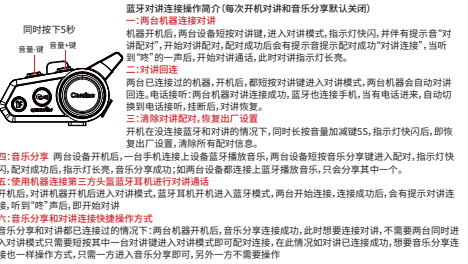 蓝牙对讲连接操作简介(每次开机对讲和音乐分享默认关闭)
一:两台机器连接对讲
机器开机后,两台设备短按对讲键,进入对讲模式,指示灯快闪,并伴有提示音“对
讲配对”,开始对讲配对,配对成功后会有提示音提示配对成功“对讲连接”,当听
到“咚”的一声后,开始对讲通话,此时对讲指示灯长亮。
二:对讲回连
两台已连接过的机器,开机后,都短按对讲键进入对讲模式,两台机器会自动对讲
回连。电话接听:两台机器对讲连接成功,蓝牙也连接手机,当有电话进来,自动切
换到电话接听,挂断后,对讲恢复。
三:清除对讲配对,恢复出厂设置
开机在没连接蓝牙和对讲的情况下,同时长按音量加减键5S,指示灯快闪后,即恢
复出厂设置,清除所有配对信息。
同时按下5秒
音量-键 音量+键
四:音乐分享 两台设备开机后,一台手机连接上设备蓝牙播放音乐,两台设备短按音乐分享键进入配对,指示灯快
闪,配对成功后,指示灯长亮,音乐分享成功;如两台设备都连接上蓝牙播放音乐,只会分享其中一个。
五:使用机器连接第三方头盔蓝牙耳机进行对讲通话
开机后,对讲机器开机后进入对讲模式,蓝牙耳机开机进入蓝牙模式,两台开始连接,连接成功后,会有提示对讲连
接,听到“咚”声后,即开始对讲
六:音乐分享和对讲连接快捷操作方式
音乐分享和对讲都已连接过的情况下:两台机器开机后,音乐分享连接成功,此时想要连接对讲,不需要两台同时进
入对讲模式只需要短按其中一台对讲键进入对讲模式即可配对连接,在此情况如对讲已连接成功,想要音乐分享连
接也一样操作方式,只需一方进入音乐分享即可,另外一方不需要操作